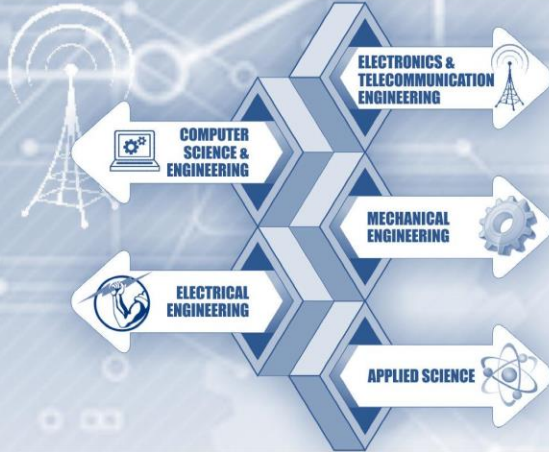 ELECTRONICS &
TELECOMMUNICATION
ENGINEERING
COMPUTER
SCIENCE &
ENGINEERING
MECHANICAL
ENGINEERING
ELECTRICAL
ENGINEERING
APPLIED SCIENCE